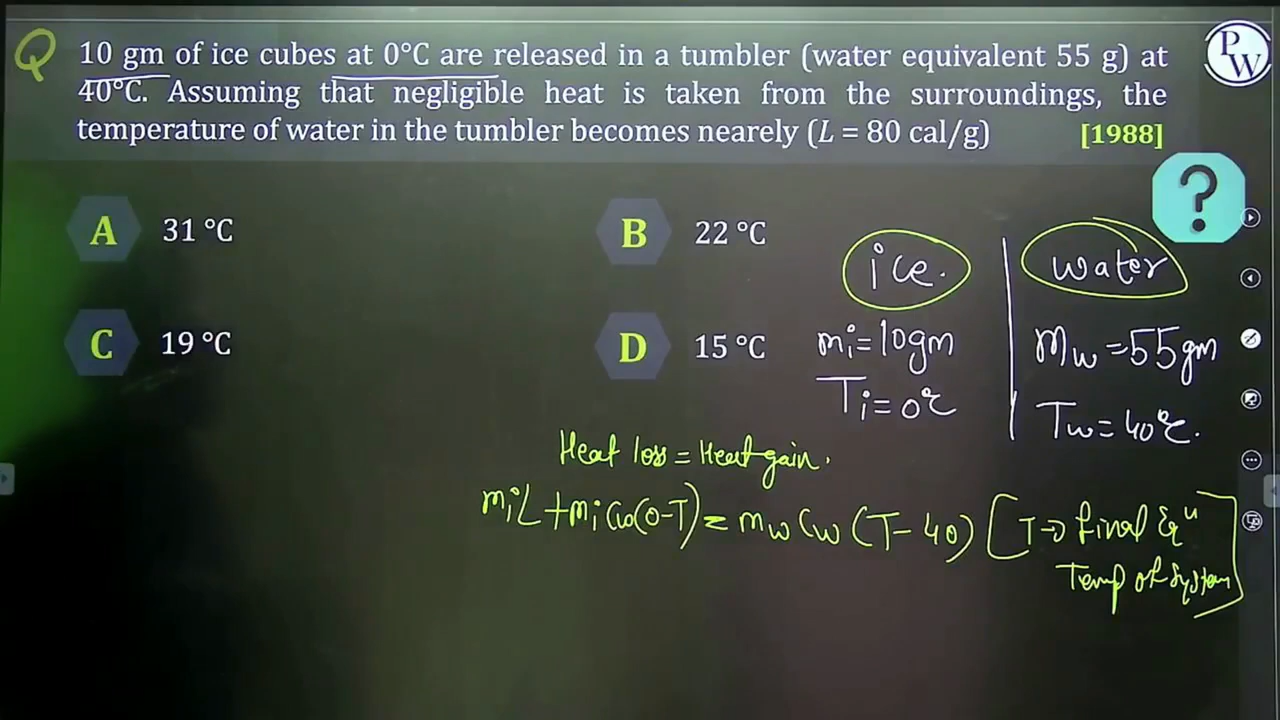 Q
10 gm of ice cubes at 0°C are released in a tumbler (water equivalent 55 g) at
40°C. Assuming that negligible heat is taken from the surroundings, the
temperature of water in the tumbler becomes nearely (L = 80 cal/g) [1988]
PW
?
A 31 °C
B 22 °C
C 19 °C
D 15 °C
ice. water
mi=10gm mw=55gm
Ti=0°C Tw=40°C.
Heat loss = Heat gain.
miL+miCw(0-T)=mwCw(T-40) [T→final Eqn
Temp of System]